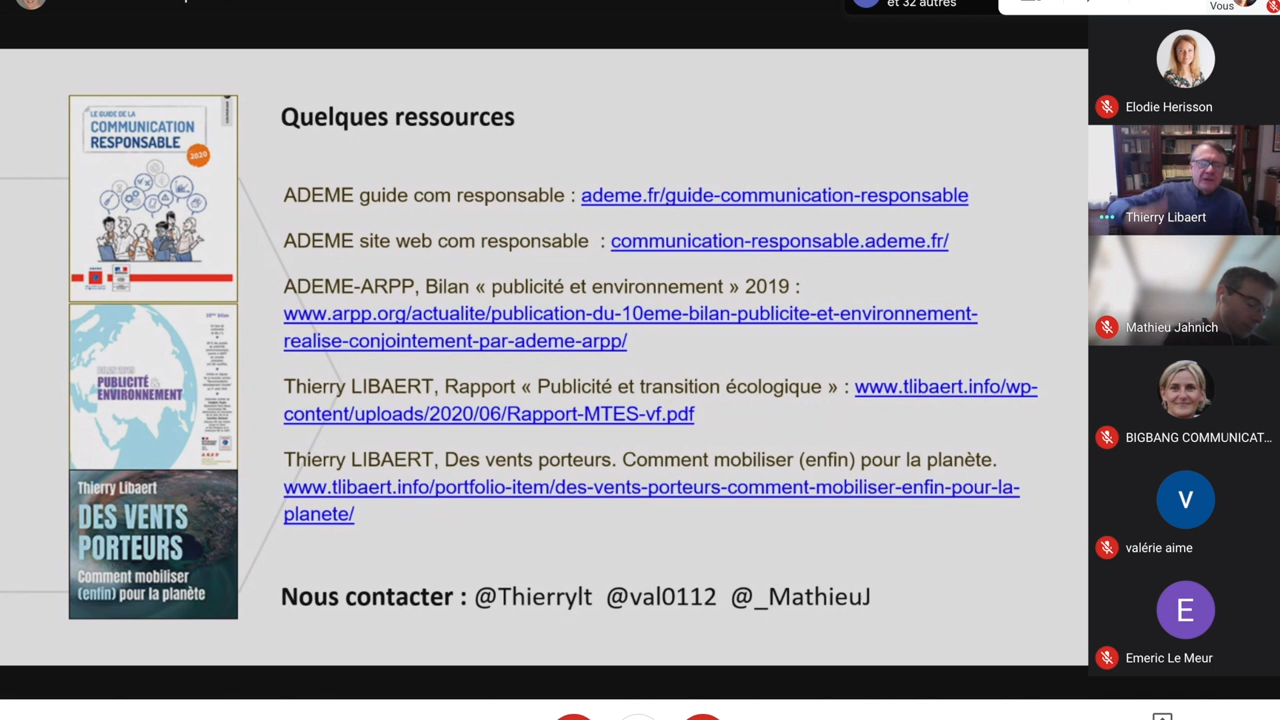 et 32 autres
Vous
LE GUIDE DE LA
COMMUNICATION
RESPONSABLE
2020
BILAN 2019
PUBLICITÉ &
ENVIRONNEMENT
Thierry Libaert
DES VENTS
PORTEURS
Comment mobiliser
(enfin) pour la planète
Quelques ressources
ADEME guide com responsable : ademe.fr/guide-communication-responsable
ADEME site web com responsable : communication-responsable.ademe.fr/
ADEME-ARPP, Bilan « publicité et environnement » 2019 :
www.arpp.org/actualite/publication-du-10eme-bilan-publicite-et-environnement-
realise-conjointement-par-ademe-arpp/
Thierry LIBAERT, Rapport « Publicité et transition écologique » : www.tlibaert.info/wp-
content/uploads/2020/06/Rapport-MTES-vf.pdf
Thierry LIBAERT, Des vents porteurs. Comment mobiliser (enfin) pour la planète.
www.tlibaert.info/portfolio-item/des-vents-porteurs-comment-mobiliser-enfin-pour-la-
planete/
Nous contacter : @Thierrylt @val0112 @_MathieuJ
Elodie Herisson
Thierry Libaert
Mathieu Jahnich
BIGBANG COMMUNICAT...
V
valérie aime
E
Emeric Le Meur